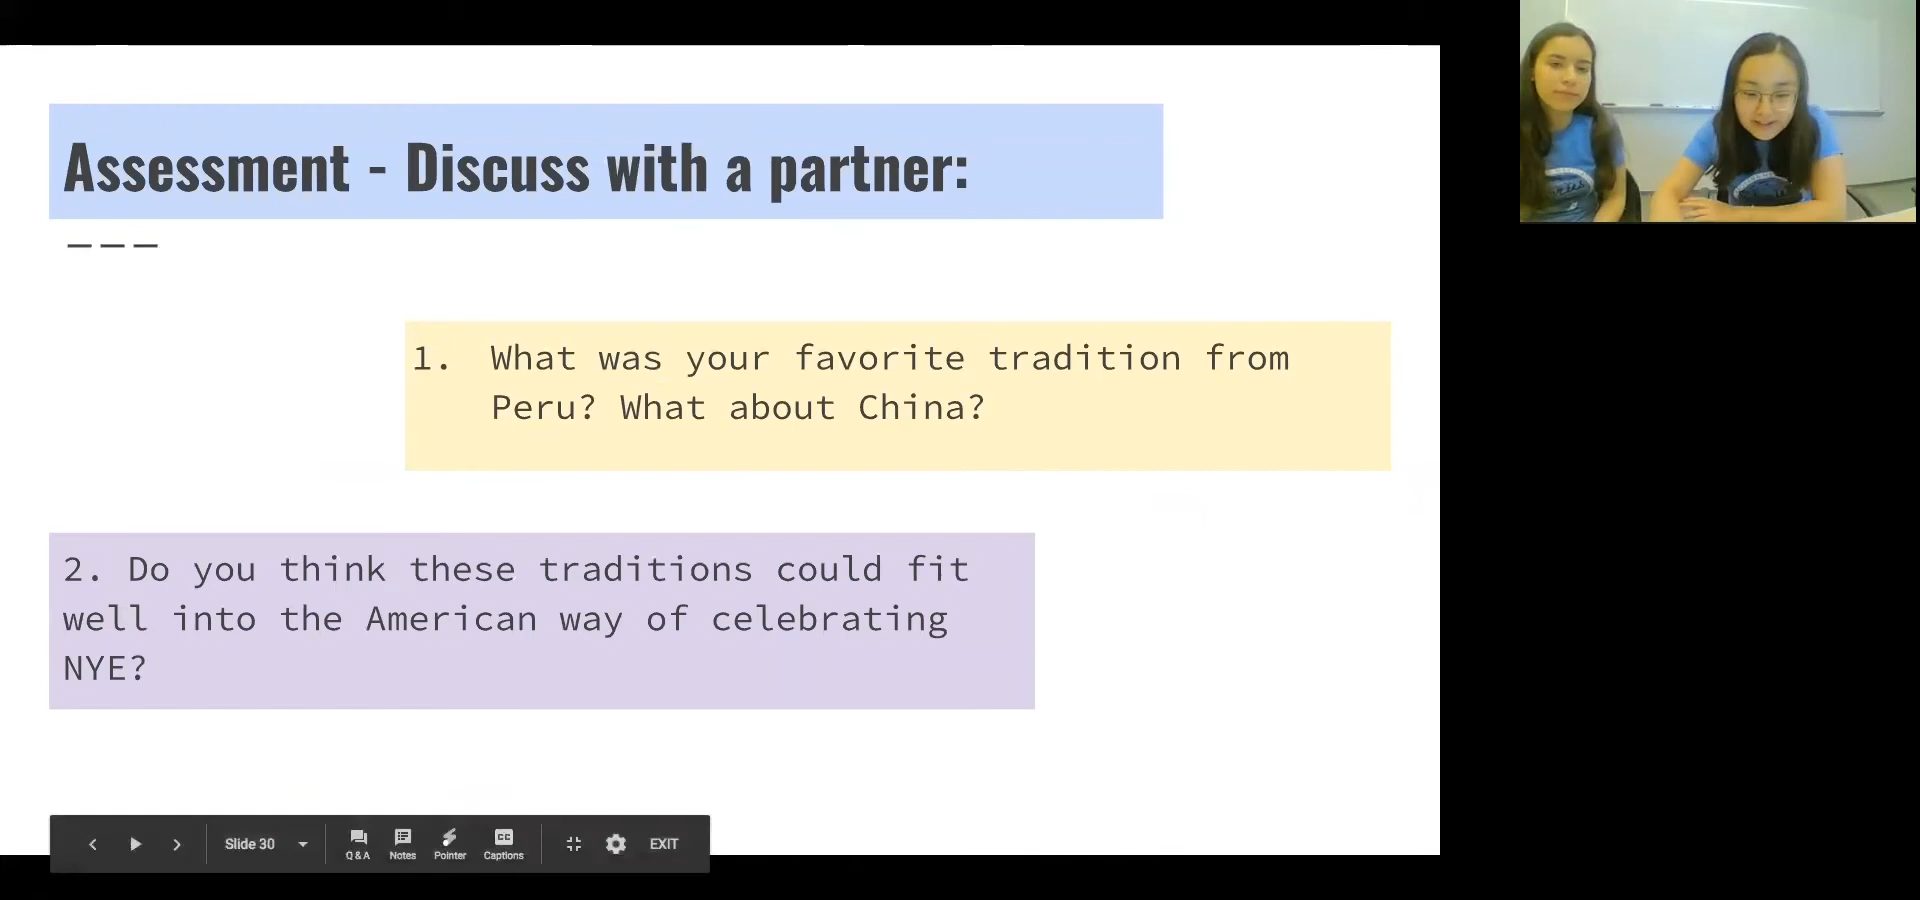 Assessment - Discuss with a partner:
1. What was your favorite tradition from
Peru? What about China?
2. Do you think these traditions could fit
well into the American way of celebrating
NYE?
Slide 30
Q & A
Notes
Pointer
CC
Captions
EXIT